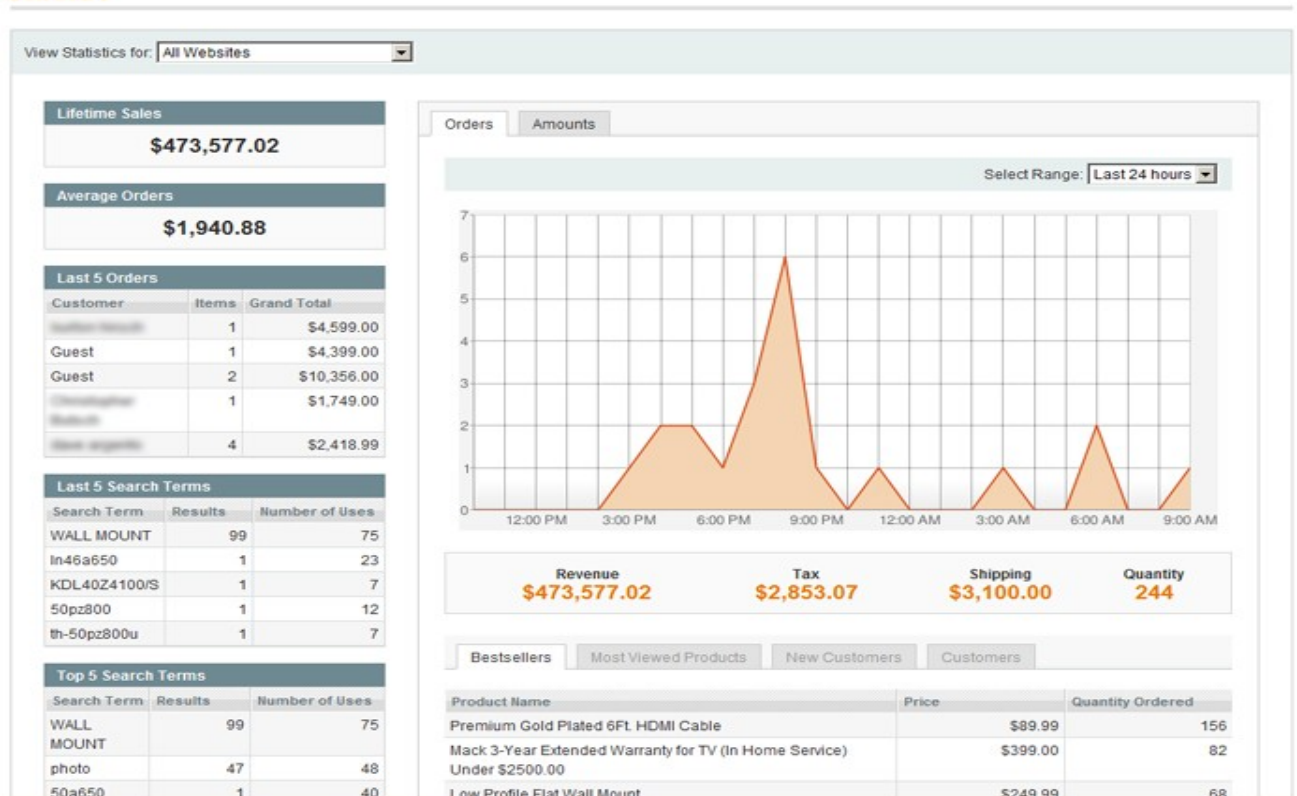 View Statistics for: All Websites
Lifetime Sales
$473,577.02
Average Orders
$1,940.88
Last 5 Orders
Customer Items Grand Total
1 $4,599.00
Guest 1 $4,399.00
Guest 2 $10,356.00
1 $1,749.00
4 $2,418.99
Last 5 Search Terms
Search Term Results Number of Uses
WALL MOUNT 99 75
ln46a650 1 23
KDL40Z4100/S 1 7
50pz800 1 12
th-50pz800u 1 7
Top 5 Search Terms
Search Term Results Number of Uses
WALL
MOUNT 99 75
photo 47 48
50a650 1 40
Orders Amounts
Select Range: Last 24 hours
7
6
5
4
3
2
1
0
12:00 PM 3:00 PM 6:00 PM 9:00 PM 12:00 AM 3:00 AM 6:00 AM 9:00 AM
Revenue Tax Shipping Quantity
$473,577.02 $2,853.07 $3,100.00 244
Bestsellers Most Viewed Products New Customers Customers
Product Name Price Quantity Ordered
Premium Gold Plated 6Ft. HDMI Cable $89.99 156
Mack 3-Year Extended Warranty for TV (In Home Service) $399.00 82
Under $2500.00
Low Profile Flat Wall Mount $249.99 68